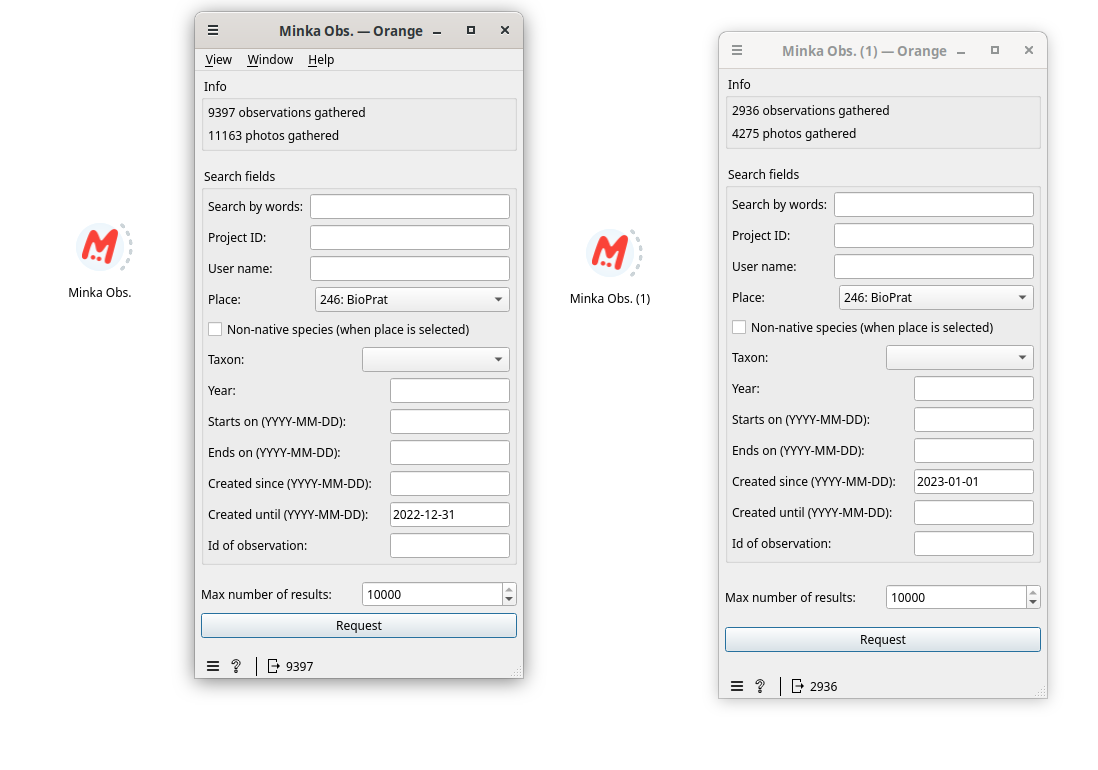 Minka Obs. — Orange
View Window Help
Info
9397 observations gathered
11163 photos gathered
Search fields
Search by words:
Project ID:
User name:
Place: 246: BioPrat
Non-native species (when place is selected)
Taxon:
Year:
Starts on (YYYY-MM-DD):
Ends on (YYYY-MM-DD):
Created since (YYYY-MM-DD):
Created until (YYYY-MM-DD): 2022-12-31
Id of observation:
Max number of results: 10000
Request
? 9397
Minka Obs.
Minka Obs. (1) — Orange
Info
2936 observations gathered
4275 photos gathered
Search fields
Search by words:
Project ID:
User name:
Place: 246: BioPrat
Non-native species (when place is selected)
Taxon:
Year:
Starts on (YYYY-MM-DD):
Ends on (YYYY-MM-DD):
Created since (YYYY-MM-DD): 2023-01-01
Created until (YYYY-MM-DD):
Id of observation:
Max number of results: 10000
Request
? 2936
Minka Obs. (1)